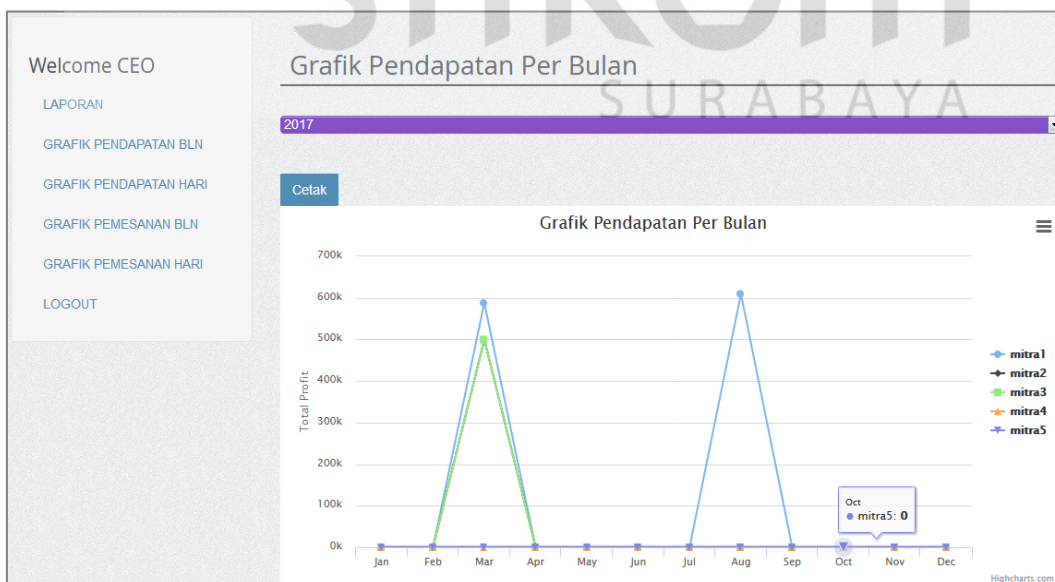 Welcome CEO
LAPORAN
GRAFIK PENDAPATAN BLN
GRAFIK PENDAPATAN HARI
GRAFIK PEMESANAN BLN
GRAFIK PEMESANAN HARI
LOGOUT
Grafik Pendapatan Per Bulan
SURABAYA
2017
Cetak
Grafik Pendapatan Per Bulan
Total Profit
700k
600k
500k
400k
300k
200k
100k
0k
Jan Feb Mar Apr May Jun Jul Aug Sep Oct Nov Dec
Oct
mitra5: 0
mitra1
mitra2
mitra3
mitra4
mitra5
Highcharts.com